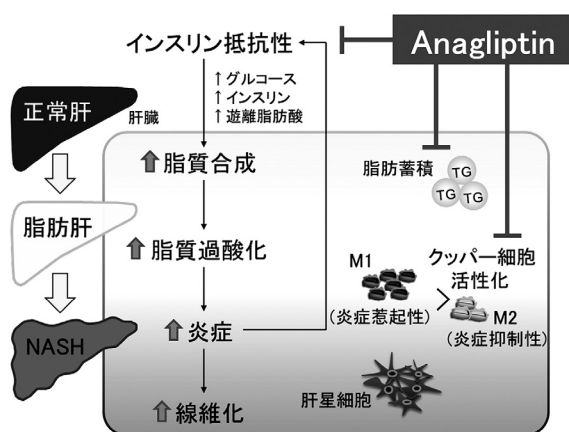 インスリン抵抗性
Anagliptin
↑グルコース
↑インスリン
↑遊離脂肪酸
正常肝
肝臓
脂質合成
脂肪蓄積
TG
TG
TG
脂肪肝
脂質過酸化
M1
クッパー細胞
活性化
(炎症惹起性)
M2
(炎症抑制性)
NASH
炎症
肝星細胞
線維化